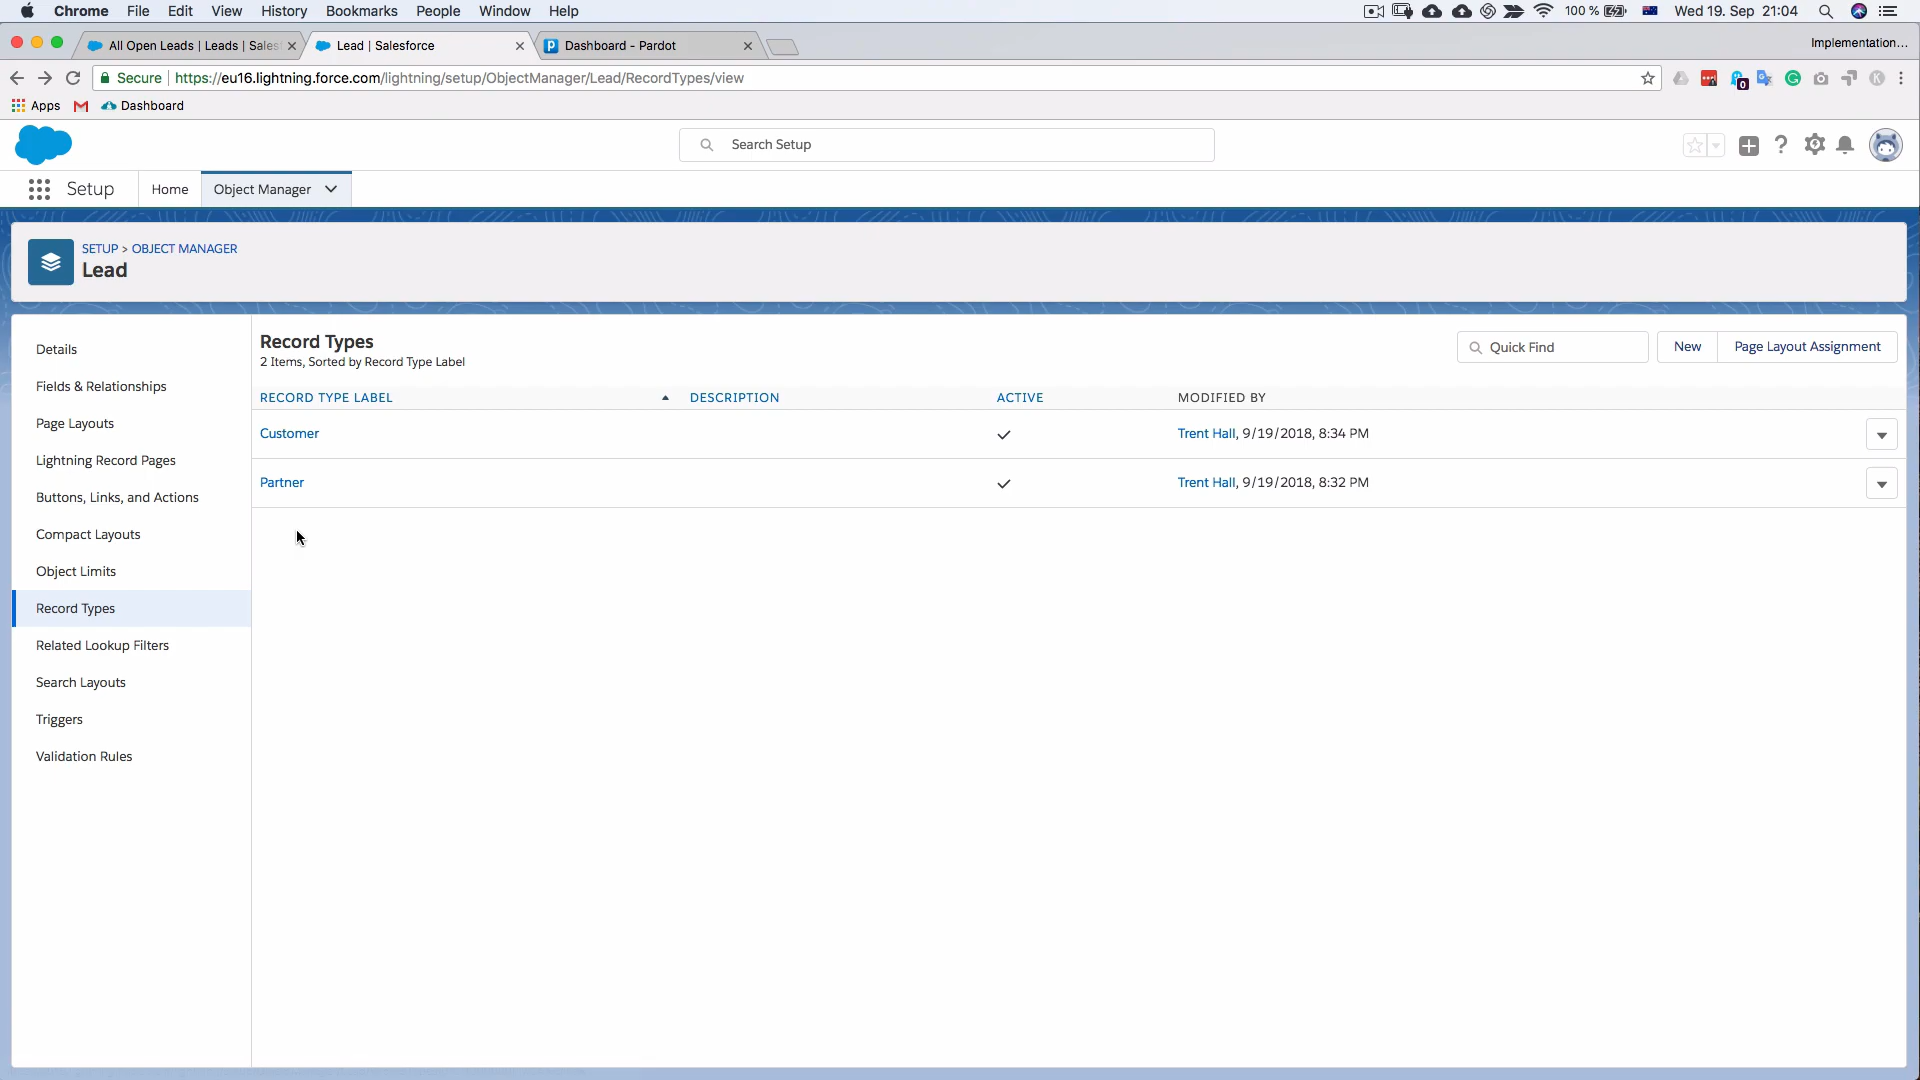 Chrome File Edit View History Bookmarks People Window Help 100 % Wed 19. Sep 21:04
All Open Leads | Leads | Sales Lead | Salesforce Dashboard - Pardot Implementation…
Secure https://eu16.lightning.force.com/lightning/setup/ObjectManager/Lead/RecordTypes/view 0
Apps Dashboard
Search Setup
Setup Home Object Manager
SETUP > OBJECT MANAGER
Lead
Details
Fields & Relationships
Page Layouts
Lightning Record Pages
Buttons, Links, and Actions
Compact Layouts
Object Limits
Record Types
Related Lookup Filters
Search Layouts
Triggers
Validation Rules
Record Types
2 Items, Sorted by Record Type Label
Quick Find New Page Layout Assignment
RECORD TYPE LABEL DESCRIPTION ACTIVE MODIFIED BY
Customer Trent Hall, 9/19/2018, 8:34 PM
Partner Trent Hall, 9/19/2018, 8:32 PM